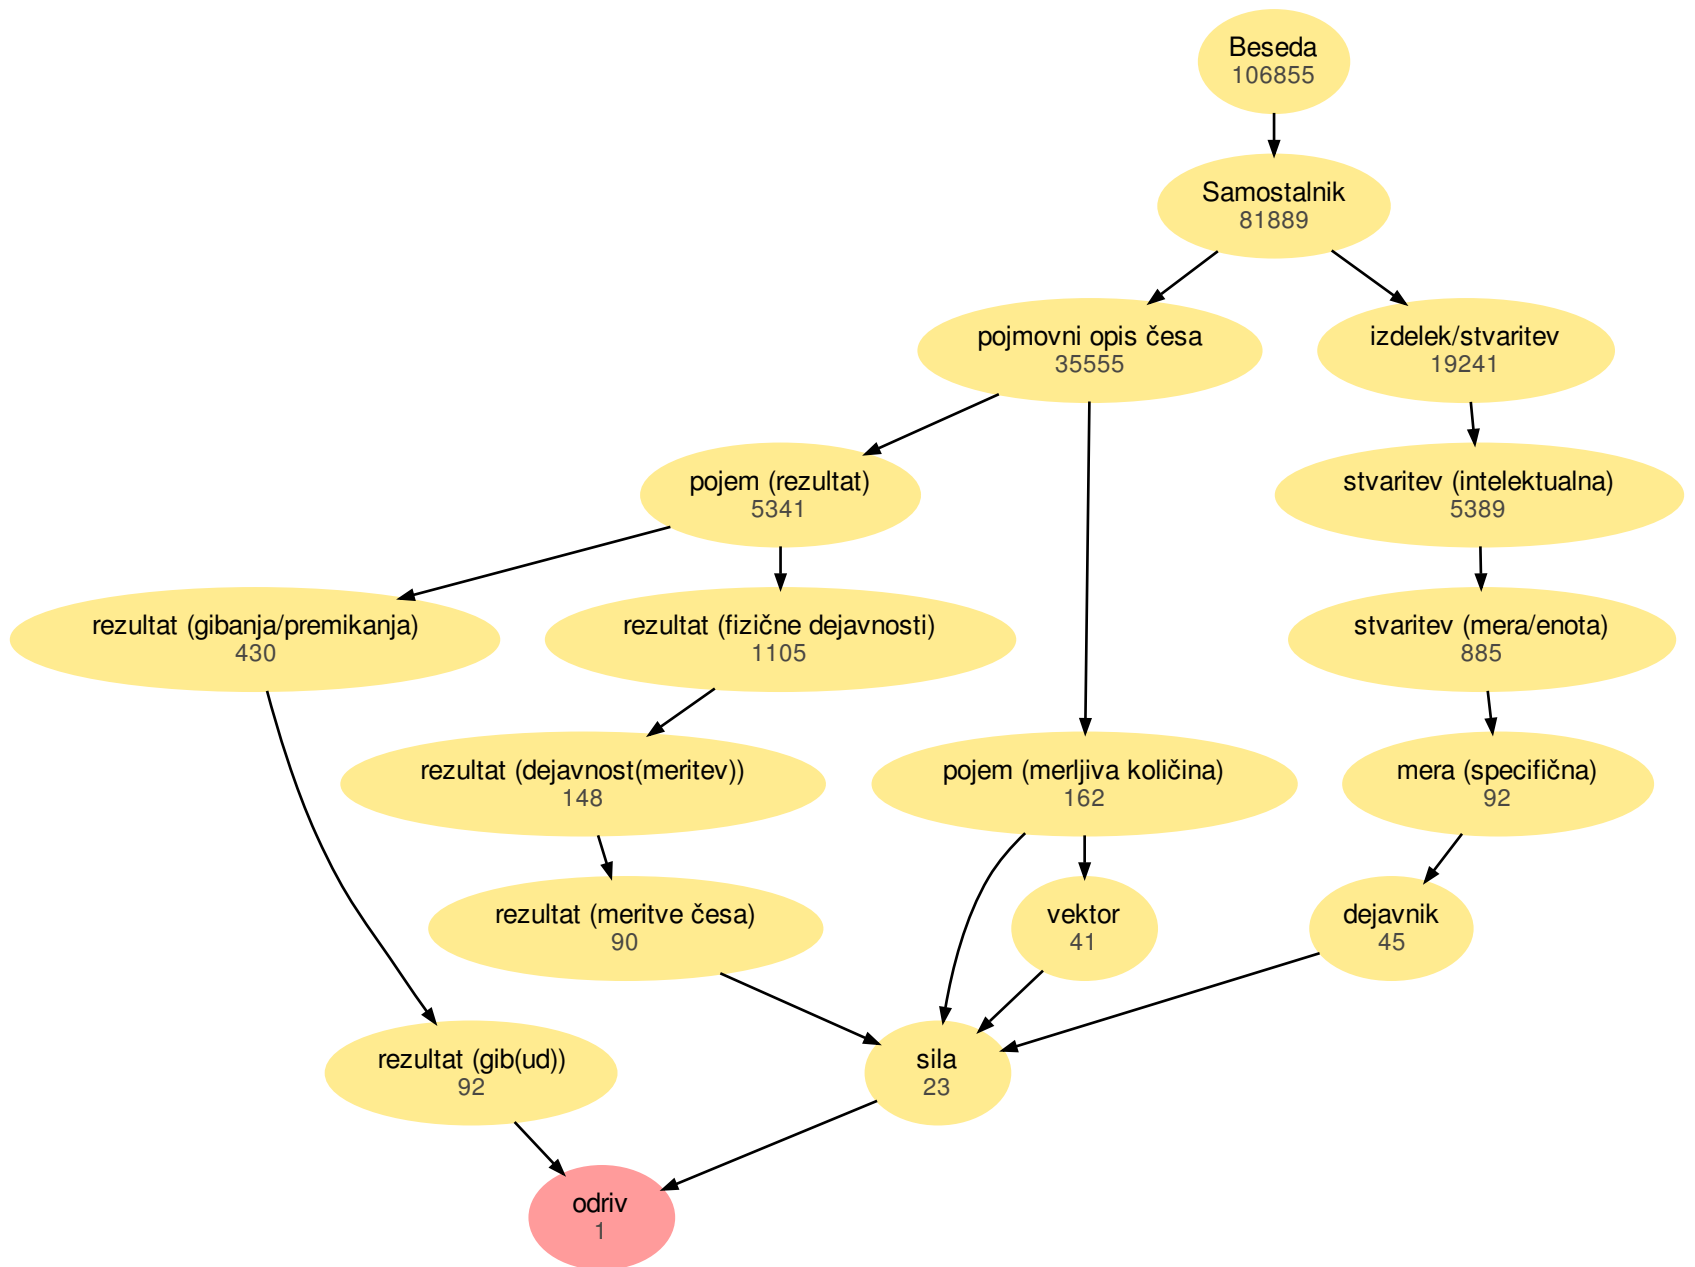 Beseda
106855
Samostalnik
81889
pojmovni opis česa
35555
izdelek/stvaritev
19241
pojem (rezultat)
5341
stvaritev (intelektualna)
5389
rezultat (gibanja/premikanja)
430
rezultat (fizične dejavnosti)
1105
stvaritev (mera/enota)
885
rezultat (dejavnost(meritev))
148
pojem (merljiva količina)
162
mera (specifična)
92
rezultat (meritve česa)
90
vektor
41
dejavnik
45
rezultat (gib(ud))
92
sila
23
odriv
1